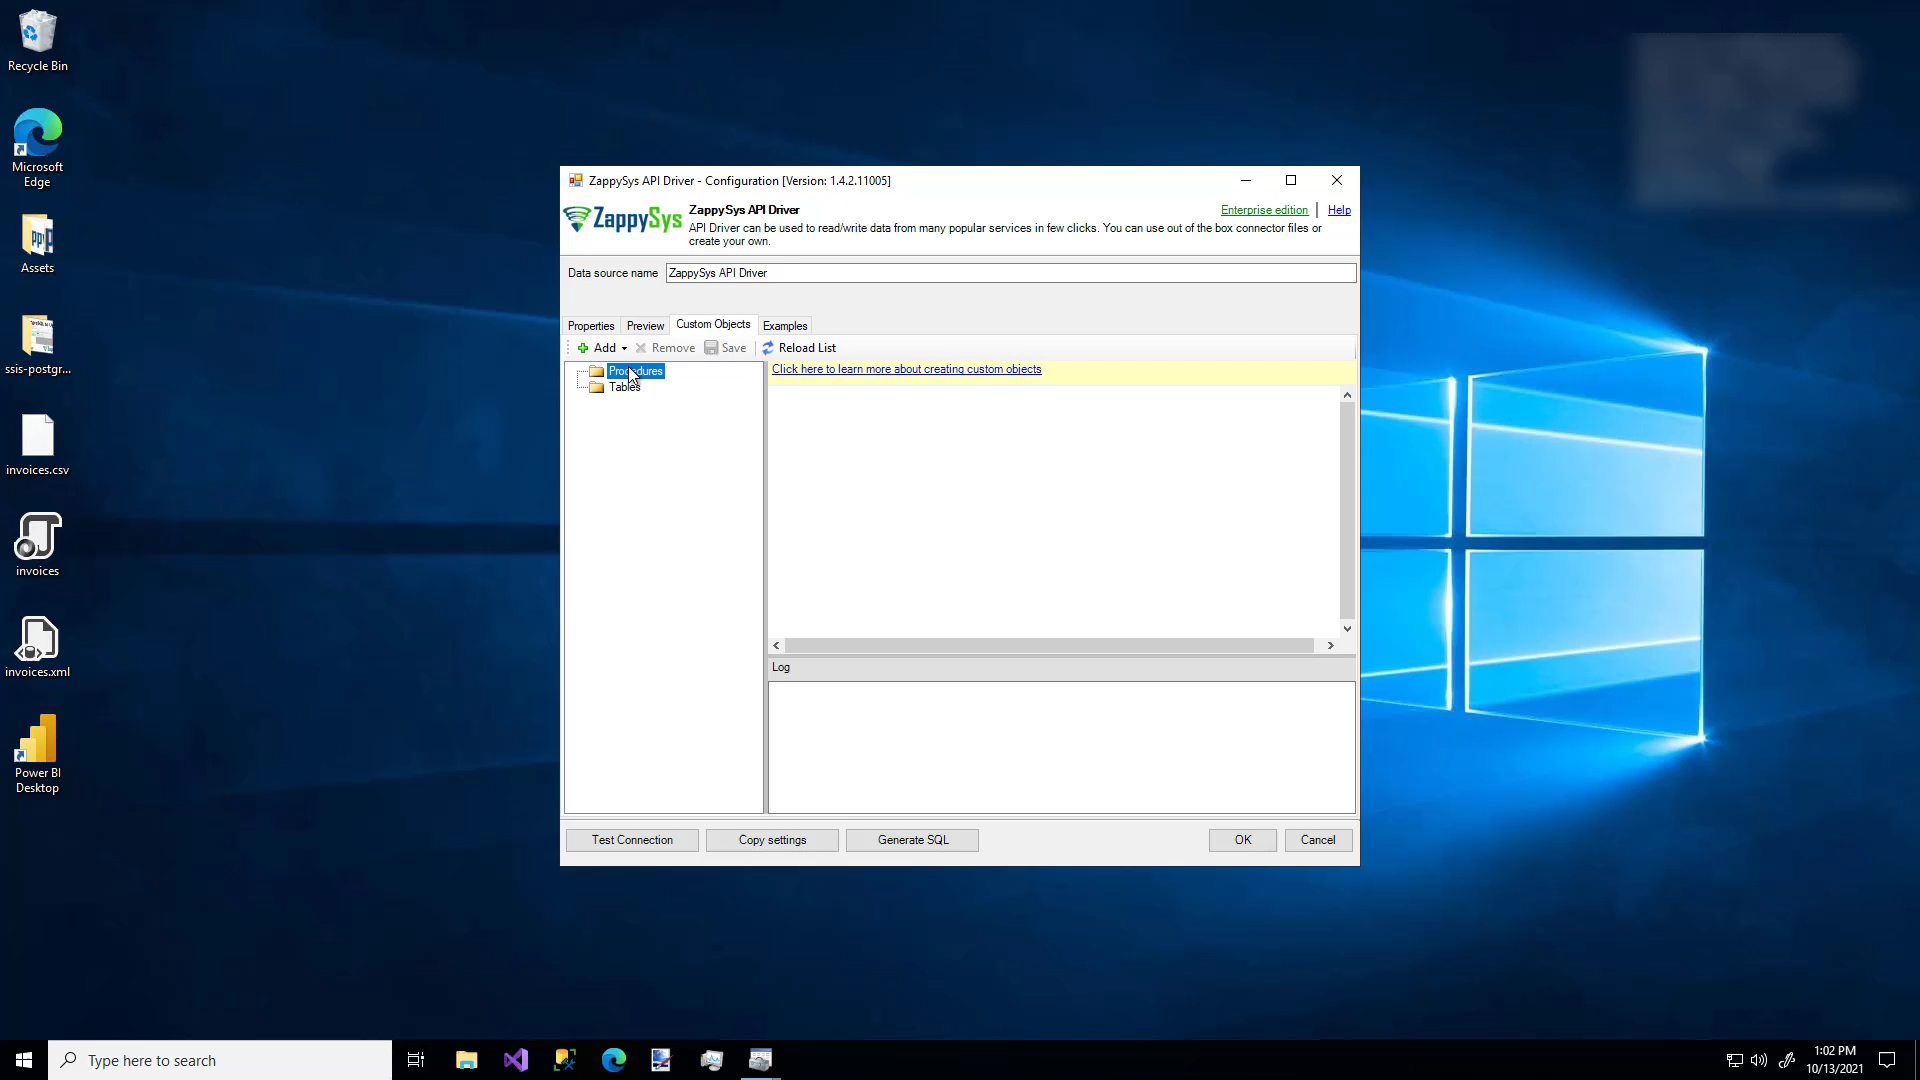 Recycle Bin
Microsoft
Edge
Assets
ssis-postgr...
invoices.csv
invoices
invoices.xml
Power BI
Desktop
ZappySys API Driver - Configuration [Version: 1.4.2.11005]
ZappySys
ZappySys API Driver
Enterprise edition
Help
API Driver can be used to read/write data from many popular services in few clicks. You can use out of the box connector files or
create your own.
Data source name
ZappySys API Driver
Properties
Preview
Custom Objects
Examples
Add
Remove
Save
Reload List
Procedures
Tables
Click here to learn more about creating custom objects
Log
Test Connection
Copy settings
Generate SQL
OK
Cancel
Type here to search
1:02 PM
10/13/2021